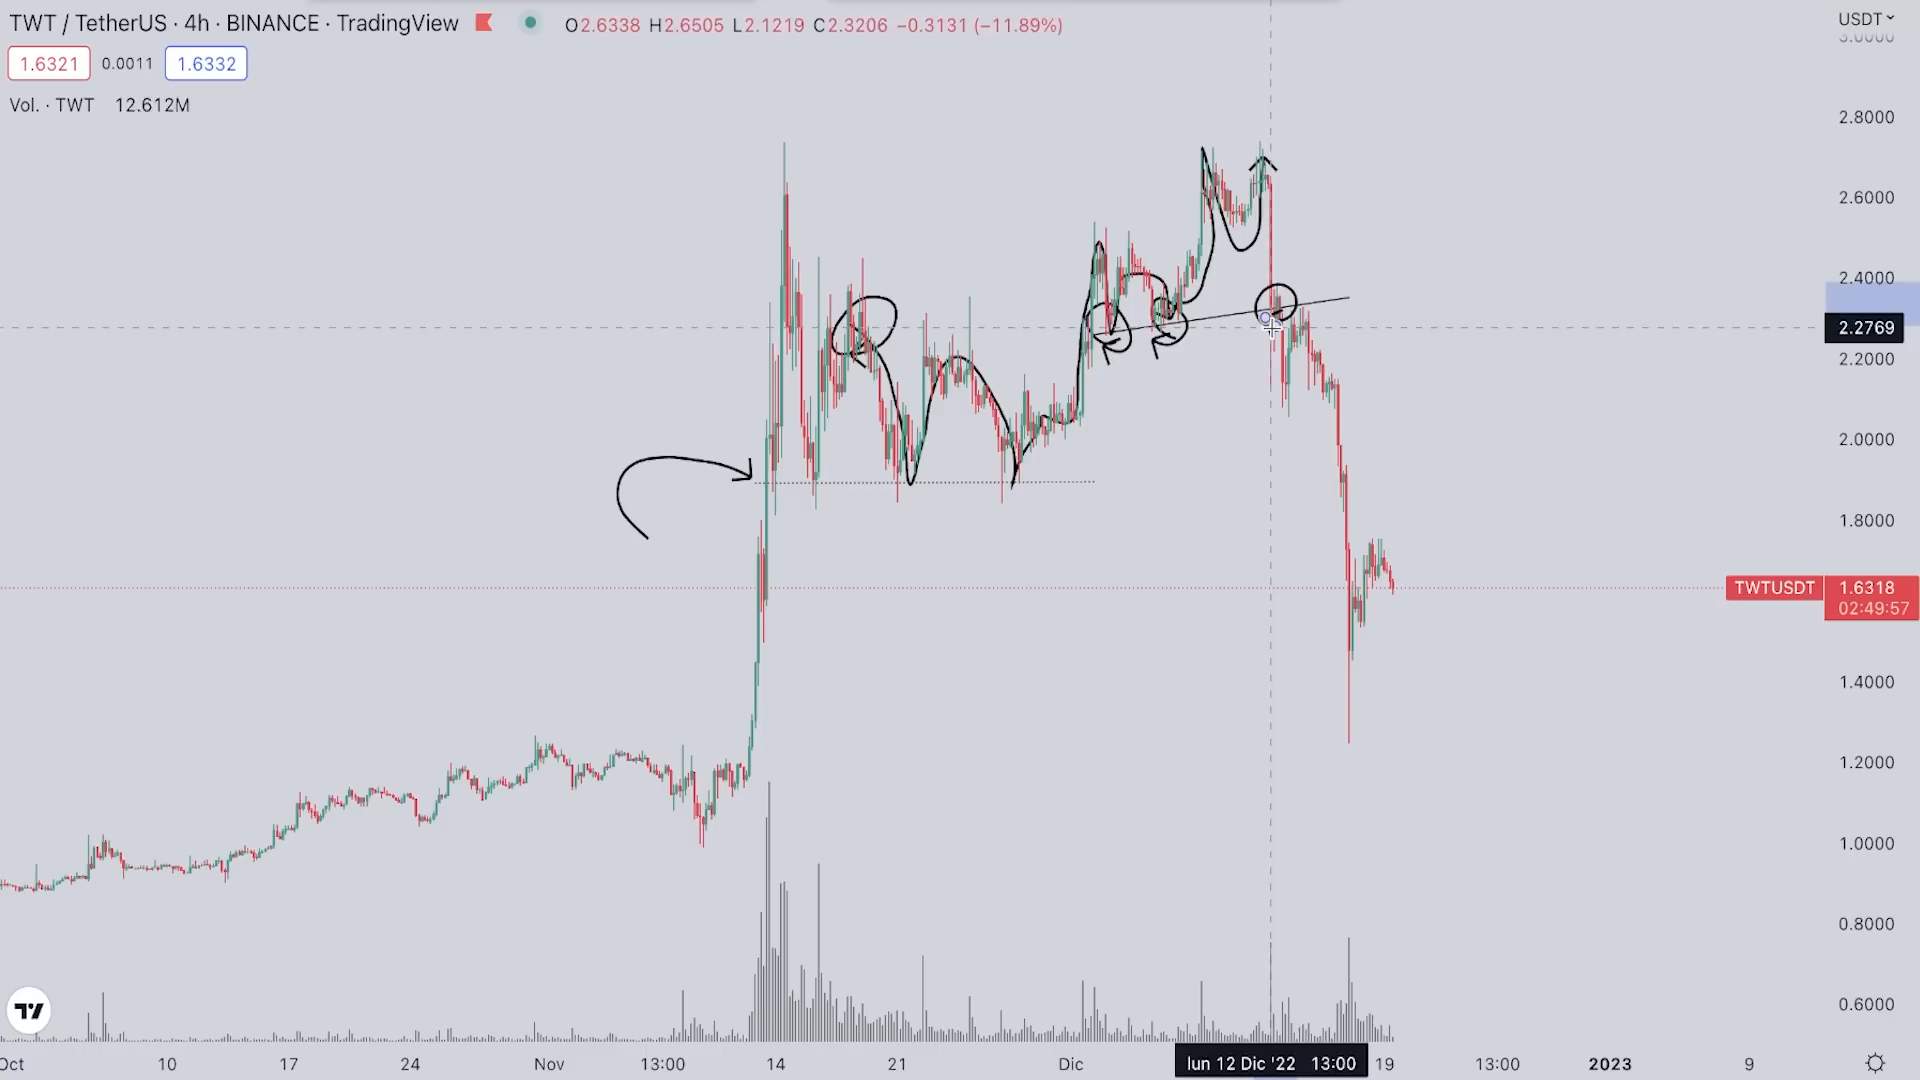 TWT / TetherUS · 4h · BINANCE · TradingView O2.6338 H2.6505 L2.1219 C2.3206 −0.3131 (−11.89%)
USDT
3.0000
1.6321 0.0011 1.6332
Vol. · TWT 12.612M
2.8000
2.6000
2.4000
2.2769
2.2000
2.0000
1.8000
TWTUSDT 1.6318
02:49:57
1.4000
1.2000
1.0000
0.8000
0.6000
Oct 10 17 24 Nov 13:00 14 21 Dic lun 12 Dic '22 13:00 19 13:00 2023 9